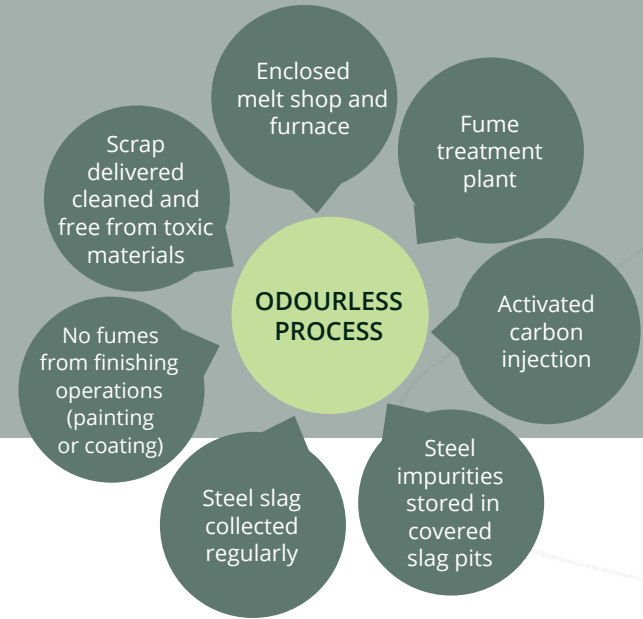 Enclosed
melt shop and
furnace
Fume
treatment
plant
Activated
carbon
injection
Steel
impurities
stored in
covered
slag pits
Steel slag
collected
regularly
No fumes
from finishing
operations
(painting
or coating)
Scrap
delivered
cleaned and
free from toxic
materials
ODOURLESS
PROCESS